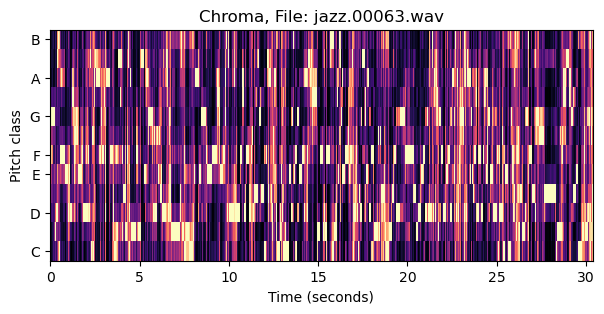 Chroma, File: jazz.00063.wav
Pitch class
B
A
G
F
E
D
C
0 5 10 15 20 25 30
Time (seconds)